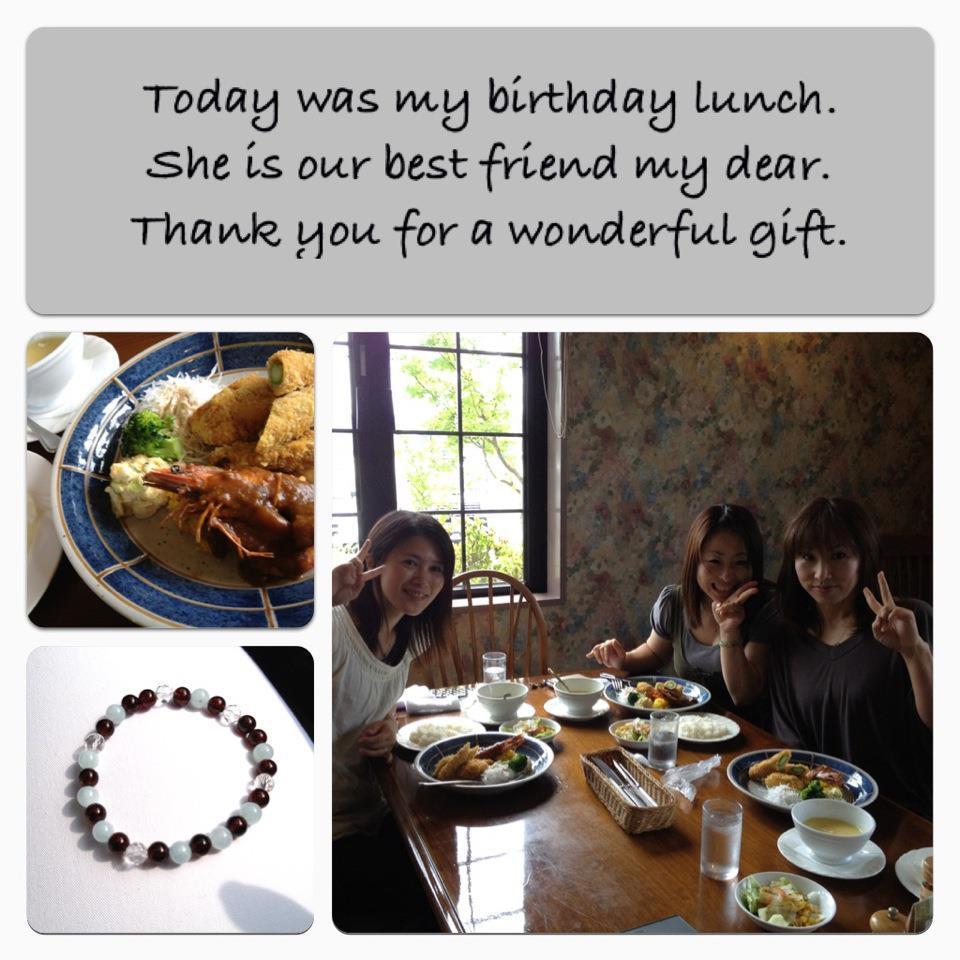 Today was my birthday lunch.
She is our best friend my dear.
Thank you for a wonderful gift.